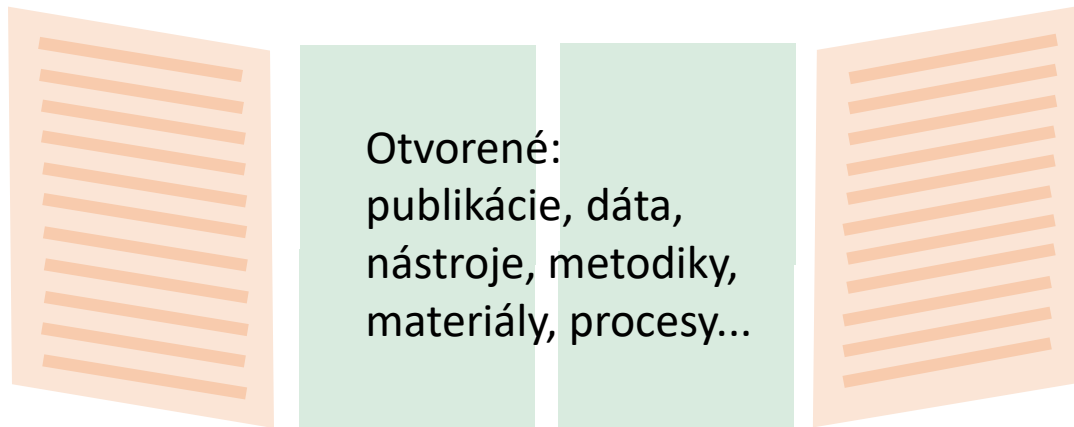 Otvorené:
publikácie, dáta,
nástroje, metodiky,
materiály, procesy...